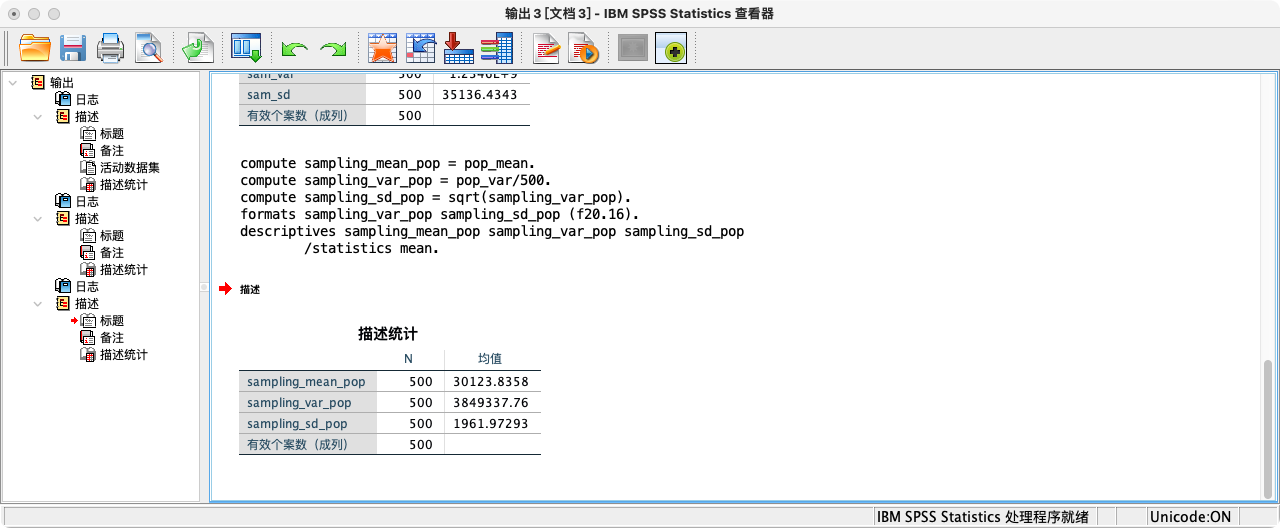 输出 3 [文档 3] - IBM SPSS Statistics 查看器
输出
日志
描述
标题
备注
活动数据集
描述统计
日志
描述
标题
备注
描述统计
日志
描述
标题
备注
描述统计
sam_var 500 1.2346E+9
sam_sd 500 35136.4343
有效个案数（成列） 500
compute sampling_mean_pop = pop_mean.
compute sampling_var_pop = pop_var/500.
compute sampling_sd_pop = sqrt(sampling_var_pop).
formats sampling_var_pop sampling_sd_pop (f20.16).
descriptives sampling_mean_pop sampling_var_pop sampling_sd_pop
/statistics mean.
描述
描述统计
N 均值
sampling_mean_pop 500 30123.8358
sampling_var_pop 500 3849337.76
sampling_sd_pop 500 1961.97293
有效个案数（成列） 500
IBM SPSS Statistics 处理程序就绪 Unicode:ON